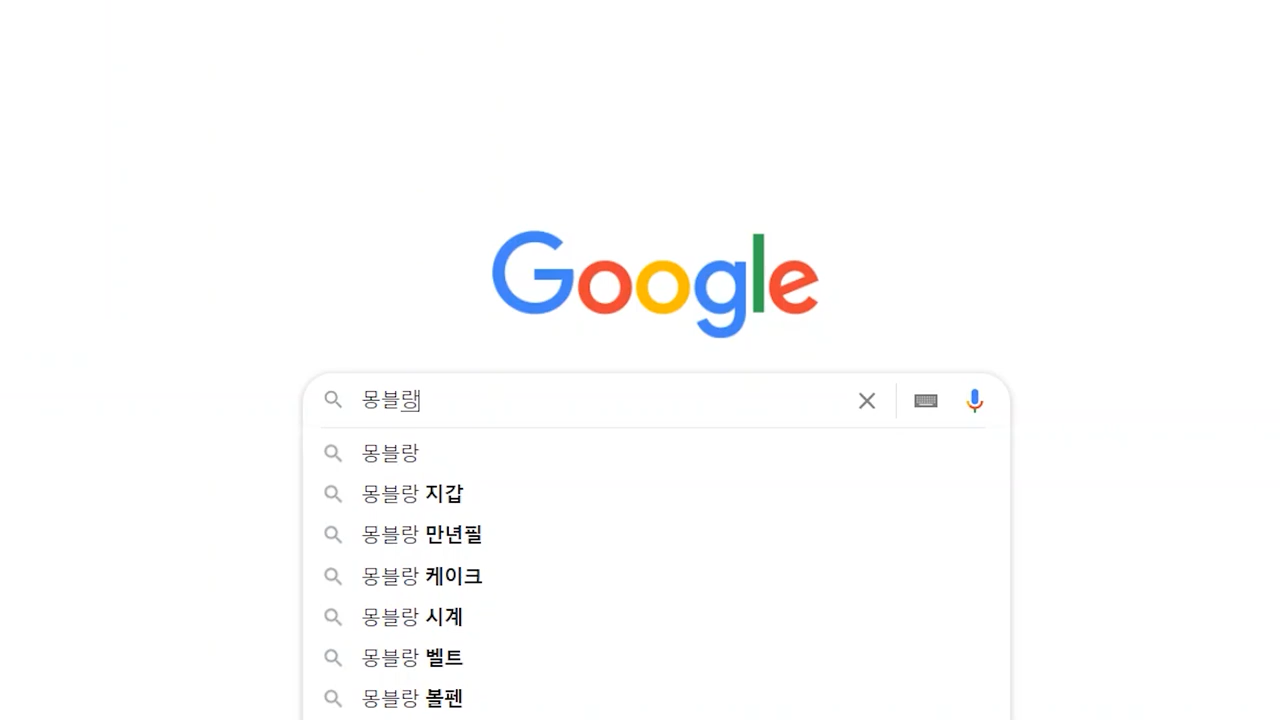 Google
몽블랑
몽블랑
몽블랑 지갑
몽블랑 만년필
몽블랑 케이크
몽블랑 시계
몽블랑 벨트
몽블랑 볼펜